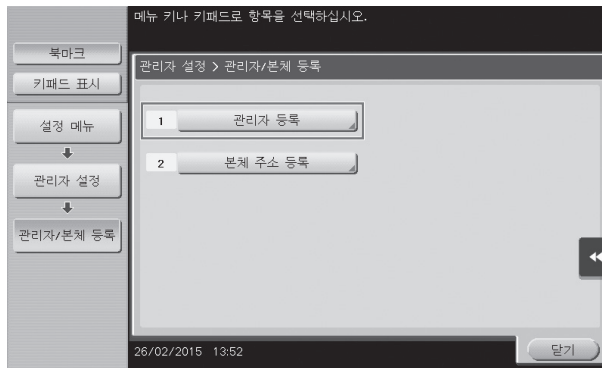 메뉴 키나 키패드로 항목을 선택하십시오.
북마크
키패드 표시
설정 메뉴
관리자 설정
관리자/본체 등록
관리자 설정 > 관리자/본체 등록
1 관리자 등록
2 본체 주소 등록
26/02/2015 13:52
닫기